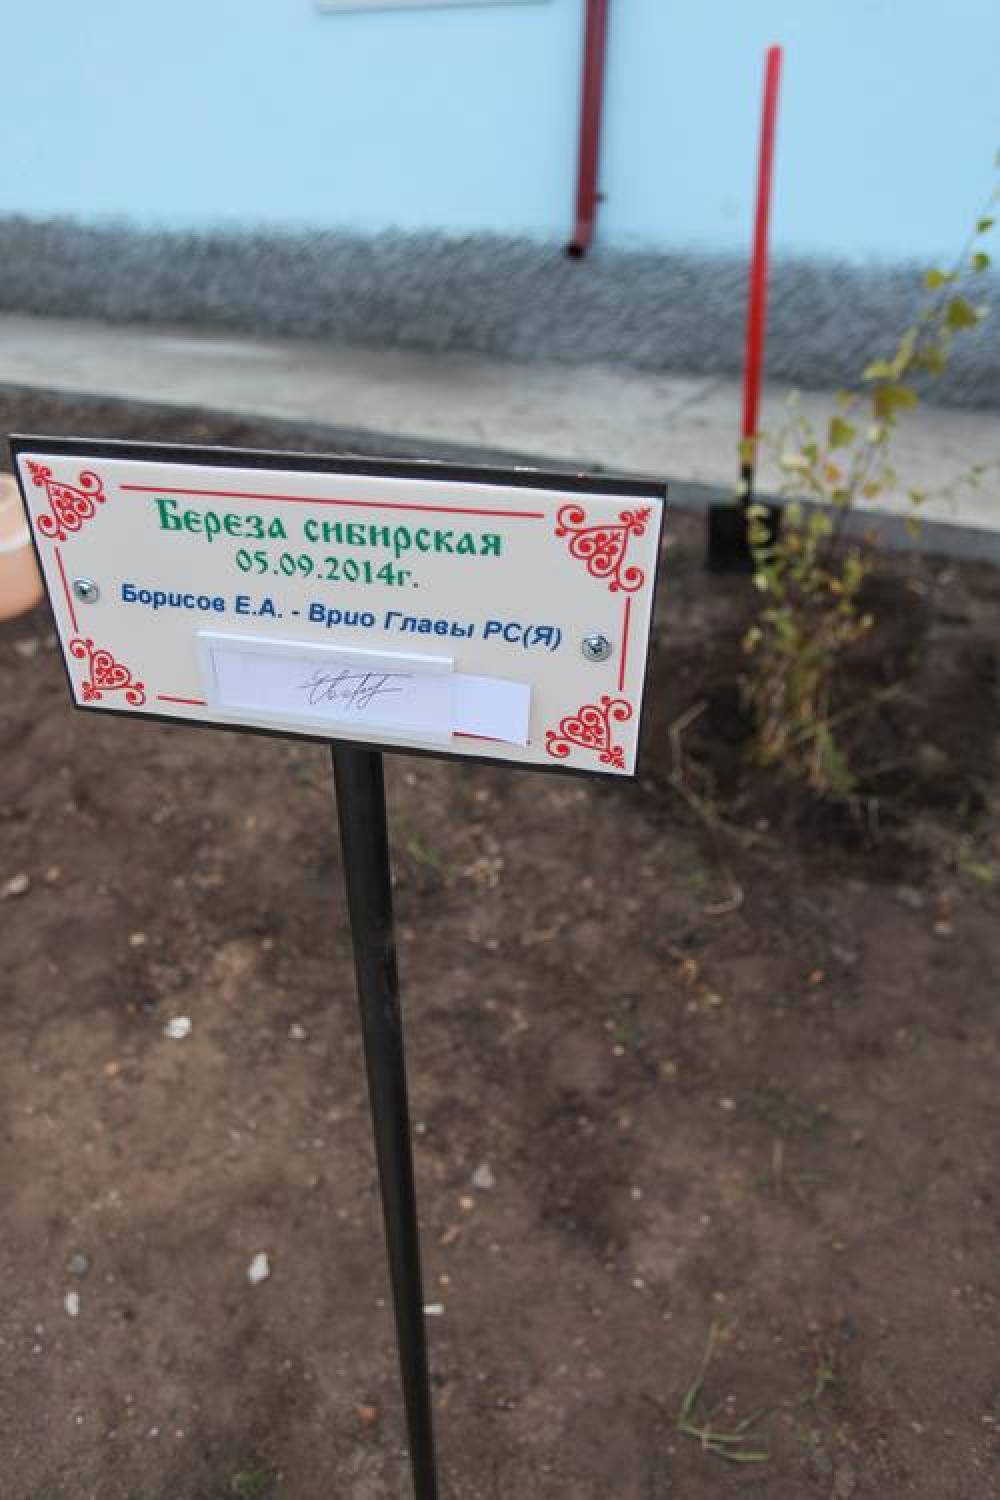 Береза сибирская
05.09.2014г.
Борисов Е.А. - Врио Главы РС(Я)